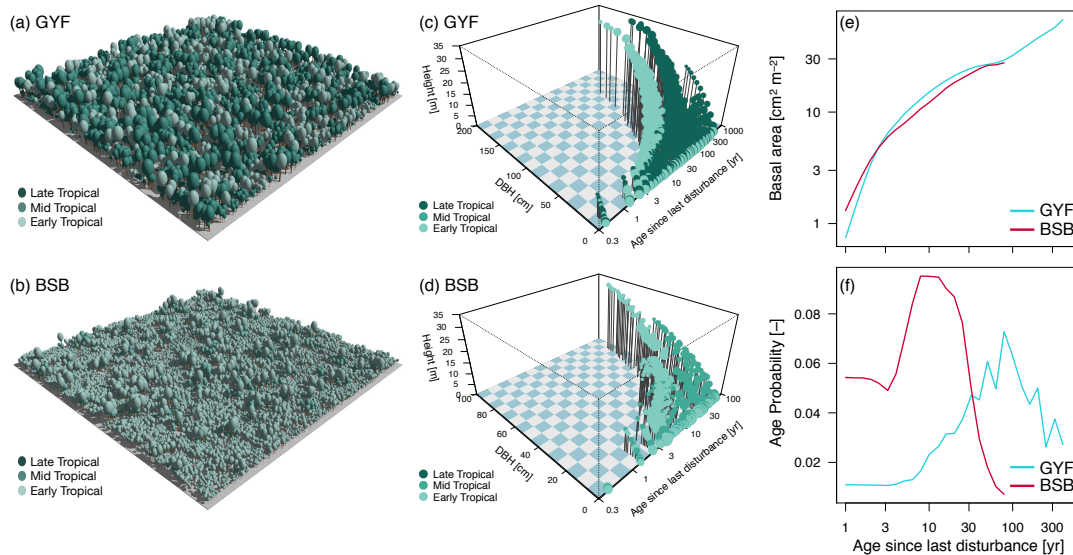 (a) GYF
Late Tropical
Mid Tropical
Early Tropical
(b) BSB
Late Tropical
Mid Tropical
Early Tropical
(c) GYF
Height [m]
35
30
25
20
15
10
5
0
200
150
100
50
0
DBH [cm]
0.3
1
3
10
30
100
300
1000
Age since last disturbance [yr]
Late Tropical
Mid Tropical
Early Tropical
(d) BSB
Height [m]
35
30
25
20
15
10
5
0
100
80
60
40
20
0
DBH [cm]
0.3
1
3
10
30
100
Age since last disturbance [yr]
Late Tropical
Mid Tropical
Early Tropical
(e)
Basal area [cm² m⁻²]
30
10
3
1
GYF
BSB
(f)
Age Probability [–]
0.08
0.06
0.04
0.02
GYF
BSB
1 3 10 30 100 300
Age since last disturbance [yr]